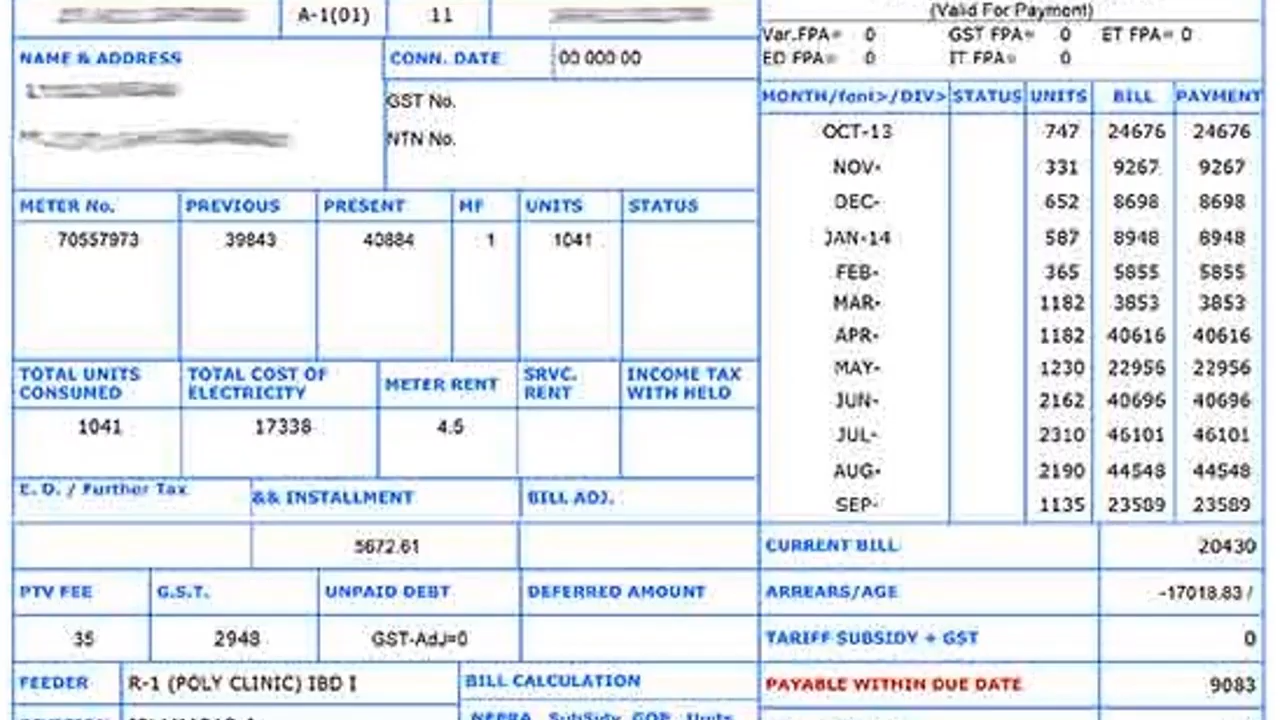 A-1(01) 11
(Valid For Payment)
Var.FPA= 0 GST FPA= 0 ET FPA= 0
ED FPA= 0 IT FPA= 0
NAME & ADDRESS
CONN. DATE 00 000 00
GST No.
NTN No.
METER No. PREVIOUS PRESENT MF UNITS STATUS
70557973 39843 40884 1 1041
TOTAL UNITS CONSUMED TOTAL COST OF ELECTRICITY METER RENT SRVC. RENT INCOME TAX WITH HELD
1041 17338 4.5
E. D. / Further Tax && INSTALLMENT BILL ADJ.
5672.61
PTV FEE G.S.T. UNPAID DEBT DEFERRED AMOUNT
35 2948 GST-Adj=0
FEEDER R-1 (POLY CLINIC) IBD I BILL CALCULATION
NEPRA Subsidy GOP Units
MONTH/font>/DIV> STATUS UNITS BILL PAYMENT
OCT-13 747 24676 24676
NOV- 331 9267 9267
DEC- 652 8698 8698
JAN-14 587 8948 8948
FEB- 365 5855 5855
MAR- 1182 3853 3853
APR- 1182 40616 40616
MAY- 1230 22956 22956
JUN- 2162 40696 40696
JUL- 2310 46101 46101
AUG- 2190 44548 44548
SEP- 1135 23589 23589
CURRENT BILL 20430
ARREARS/AGE -17018.83 /
TARIFF SUBSIDY + GST 0
PAYABLE WITHIN DUE DATE 9083